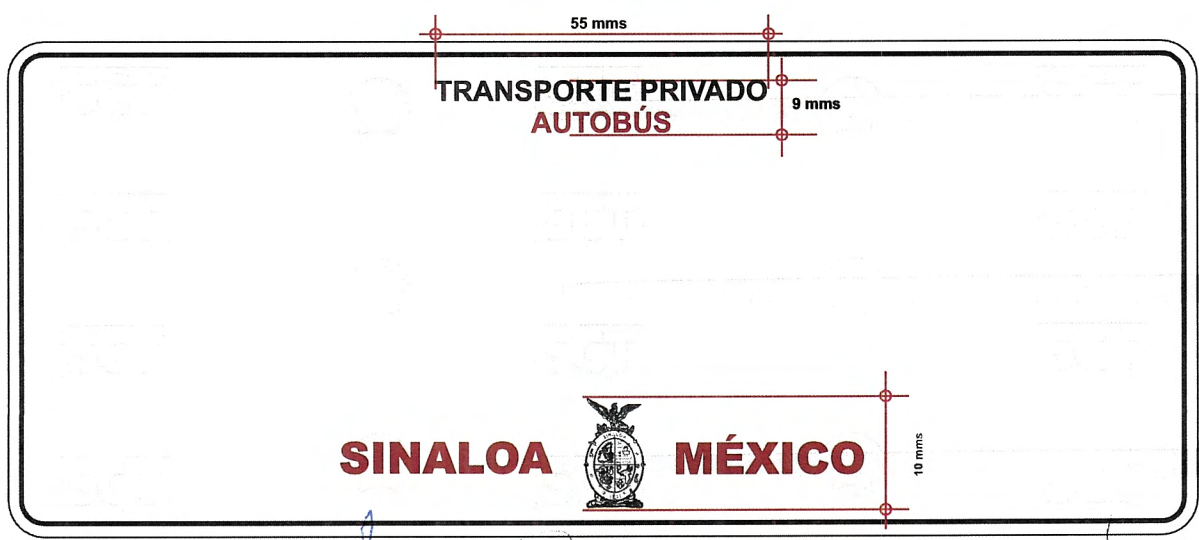 55 mms
TRANSPORTE PRIVADO
9 mms
AUTOBÚS
SINALOA MÉXICO
10 mms